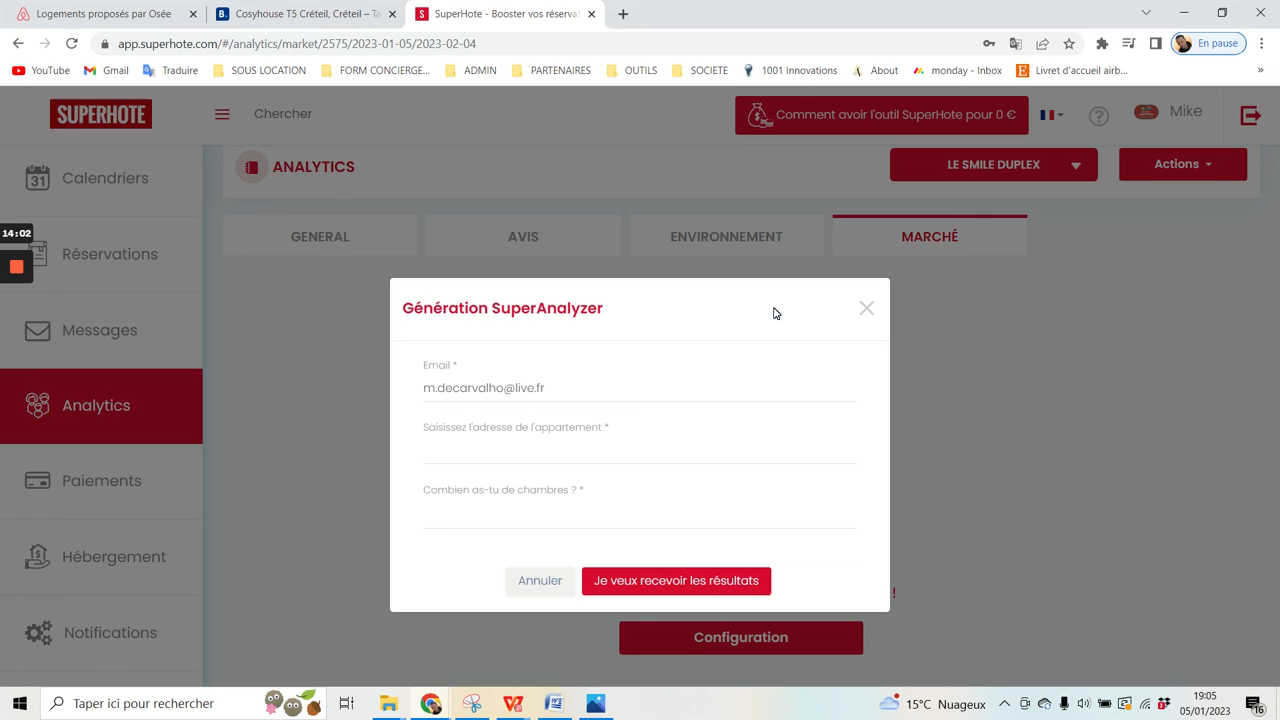 Logements proposés par Osée
Cosyhouse T5 Créteil, Créteil – Ta
SuperHote - Booster vos réservat
app.superhote.com/#/analytics/market/2575/2023-01-05/2023-02-04
En pause
YouTube
Gmail
Traduire
SOUS LOCATION
FORM CONCIERGE...
ADMIN
PARTENAIRES
OUTILS
SOCIETE
1001 Innovations
About
monday - Inbox
Livret d'accueil airb...
»
SUPERHOTE
Chercher
Comment avoir l'outil SuperHote pour 0 €
Mike
ANALYTICS
LE SMILE DUPLEX
Actions
31 Calendriers
Réservations
Messages
Analytics
Paiements
Hébergement
Notifications
14:02
GENERAL
AVIS
ENVIRONNEMENT
MARCHÉ
Génération SuperAnalyzer
Email *
m.decarvalho@live.fr
Saisissez l'adresse de l'appartement *
Combien as-tu de chambres ? *
Annuler
Je veux recevoir les résultats
!
Configuration
Taper ici pour rechercher
15°C Nuageux
19:05
05/01/2023
16